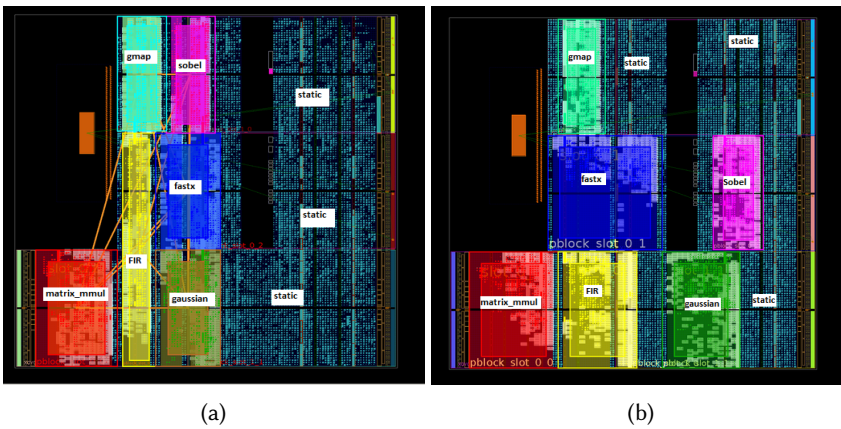 gmap
sobel
static
fastx
static
FIR
matrix_mmul
gaussian
static
(a)
static
gmap
static
fastx
Sobel
pblock_slot_0_1
matrix_mmul
FIR
gaussian
static
pblock_slot_0_0
(b)